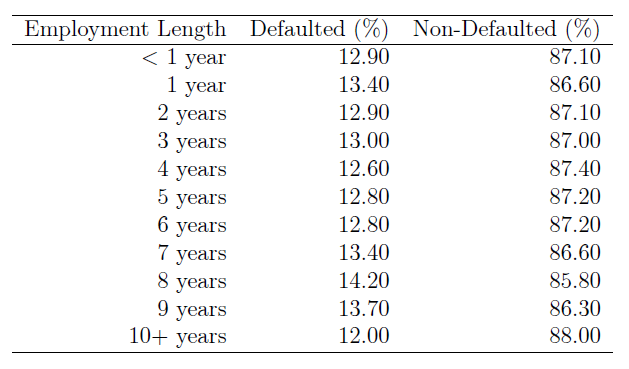 Employment Length Defaulted (%) Non-Defaulted (%)
< 1 year 12.90 87.10
1 year 13.40 86.60
2 years 12.90 87.10
3 years 13.00 87.00
4 years 12.60 87.40
5 years 12.80 87.20
6 years 12.80 87.20
7 years 13.40 86.60
8 years 14.20 85.80
9 years 13.70 86.30
10+ years 12.00 88.00